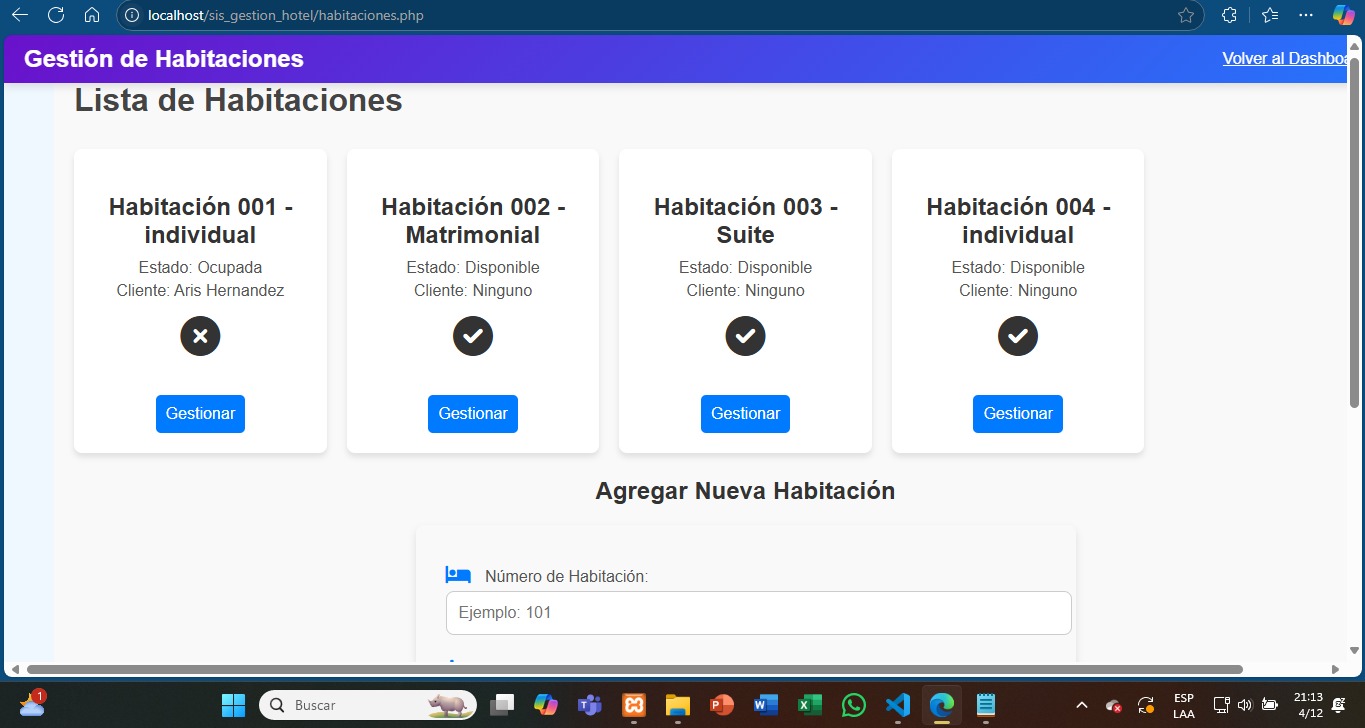 localhost/sis_gestion_hotel/habitaciones.php
Gestión de Habitaciones
Volver al Dashboa
Lista de Habitaciones
Habitación 001 -
individual
Estado: Ocupada
Cliente: Aris Hernandez
Gestionar
Habitación 002 -
Matrimonial
Estado: Disponible
Cliente: Ninguno
Gestionar
Habitación 003 -
Suite
Estado: Disponible
Cliente: Ninguno
Gestionar
Habitación 004 -
individual
Estado: Disponible
Cliente: Ninguno
Gestionar
Agregar Nueva Habitación
Número de Habitación:
Ejemplo: 101
1
Buscar
ESP
LAA
21:13
4/12